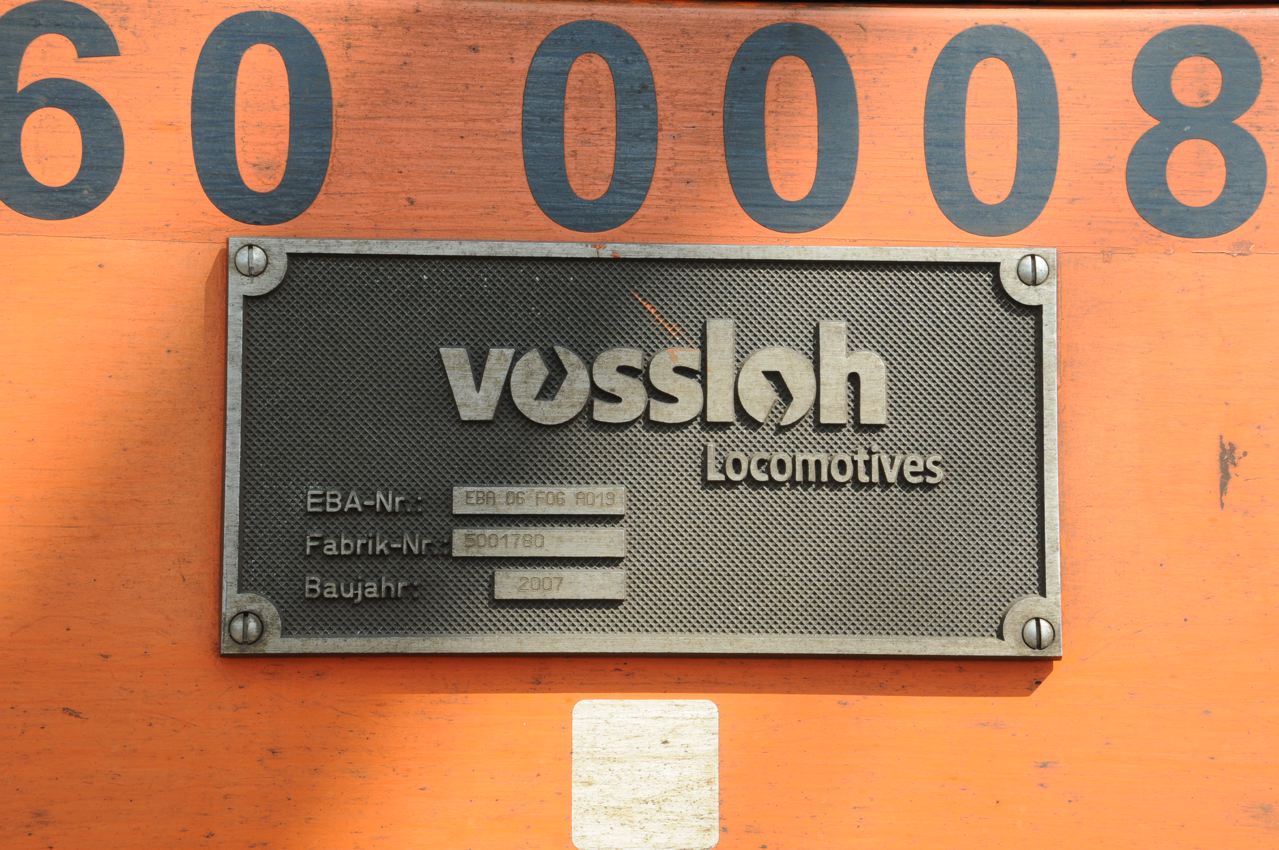 60 0008
vossloh
Locomotives
EBA-Nr.: EBA 06 F06 A019
Fabrik-Nr.: 5001780
Baujahr: 2007